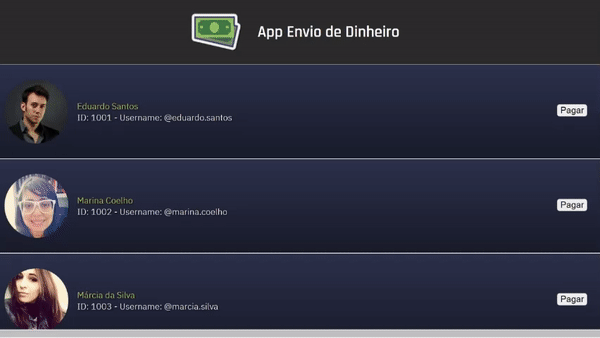 App Envio de Dinheiro
Eduardo Santos
ID: 1001 - Username: @eduardo.santos
Pagar
Marina Coelho
ID: 1002 - Username: @marina.coelho
Pagar
Márcia da Silva
ID: 1003 - Username: @marcia.silva
Pagar